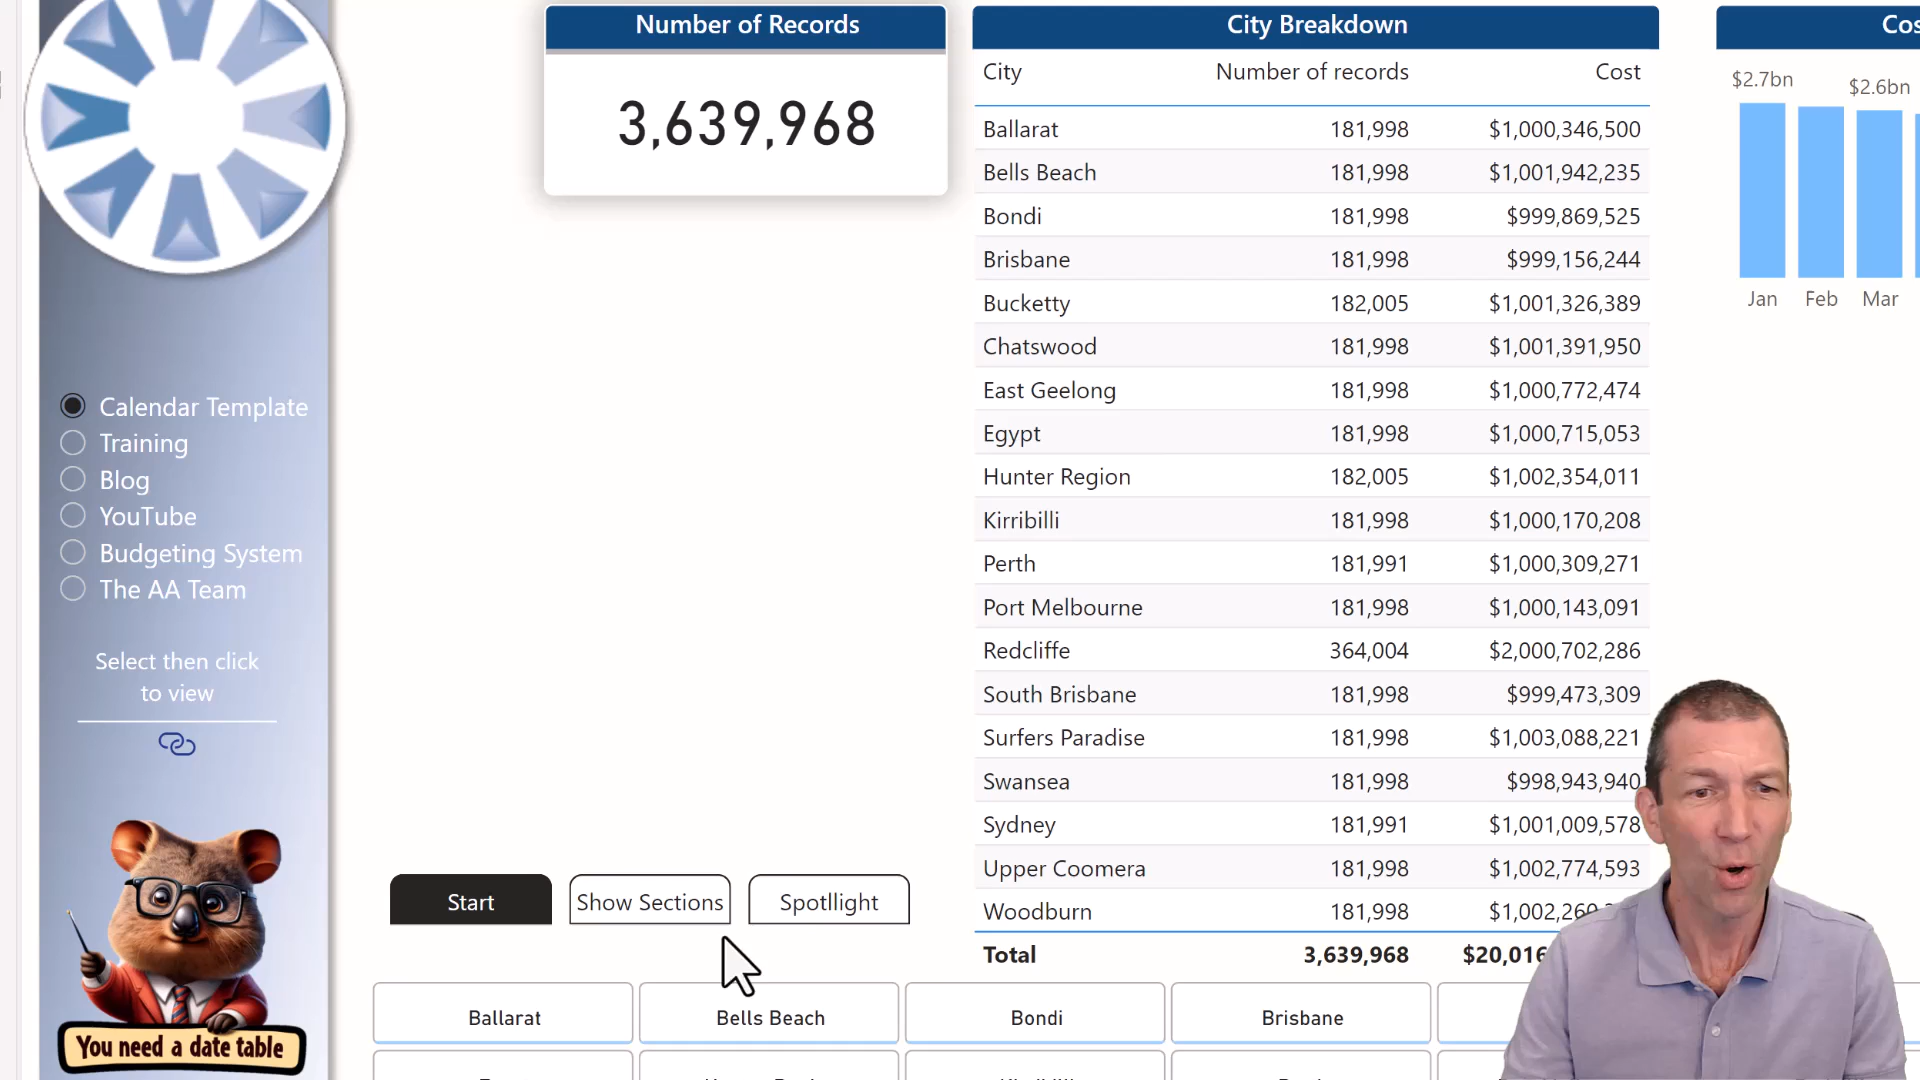 Number of Records
3,639,968
City Breakdown
City Number of records Cost
Ballarat 181,998 $1,000,346,500
Bells Beach 181,998 $1,001,942,235
Bondi 181,998 $999,869,525
Brisbane 181,998 $999,156,244
Bucketty 182,005 $1,001,326,389
Chatswood 181,998 $1,001,391,950
East Geelong 181,998 $1,000,772,474
Egypt 181,998 $1,000,715,053
Hunter Region 182,005 $1,002,354,011
Kirribilli 181,998 $1,000,170,208
Perth 181,991 $1,000,309,271
Port Melbourne 181,998 $1,000,143,091
Redcliffe 364,004 $2,000,702,286
South Brisbane 181,998 $999,473,309
Surfers Paradise 181,998 $1,003,088,221
Swansea 181,998 $998,943,940
Sydney 181,991 $1,001,009,578
Upper Coomera 181,998 $1,002,774,593
Woodburn 181,998 $1,002,260
Total 3,639,968 $20,016
$2.7bn
$2.6bn
Jan Feb Mar
Calendar Template
Training
Blog
YouTube
Budgeting System
The AA Team
Select then click
to view
You need a date table
Start
Show Sections
Spotllight
Ballarat
Bells Beach
Bondi
Brisbane